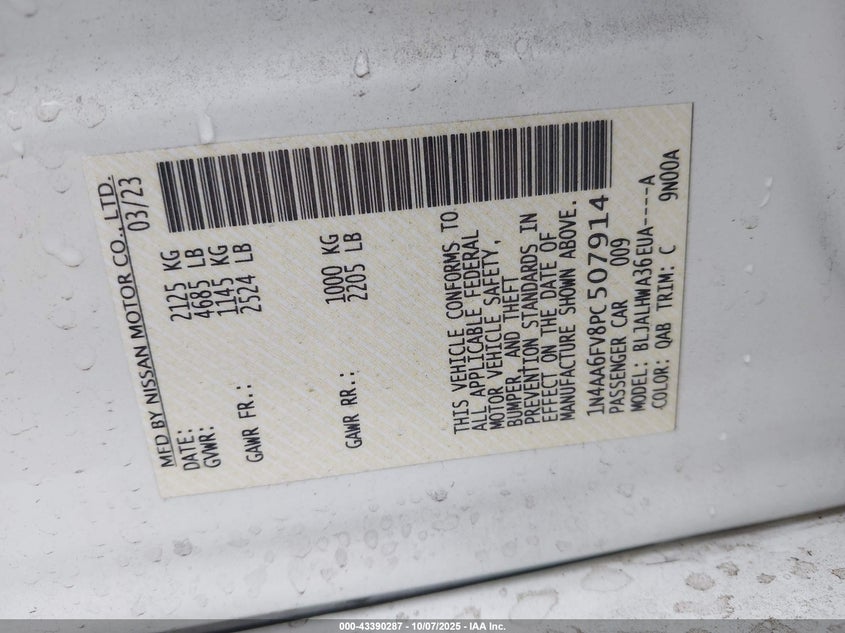 MFD BY NISSAN MOTOR CO., LTD.
DATE: 03/23
GVWR: 2125 KG
4685 LB
GAWR FR.: 1145 KG
2524 LB
GAWR RR.: 1000 KG
2205 LB
THIS VEHICLE CONFORMS TO
ALL APPLICABLE FEDERAL
MOTOR VEHICLE SAFETY,
BUMPER, AND THEFT
PREVENTION STANDARDS IN
EFFECT ON THE DATE OF
MANUFACTURE SHOWN ABOVE.
1N4AA6FV8PC507914
PASSENGER CAR 009
MODEL: BLJALHWA36EUA----A
COLOR: QAB TRIM: C 9N00A
000-43390287 - 10/07/2025 - IAA Inc.